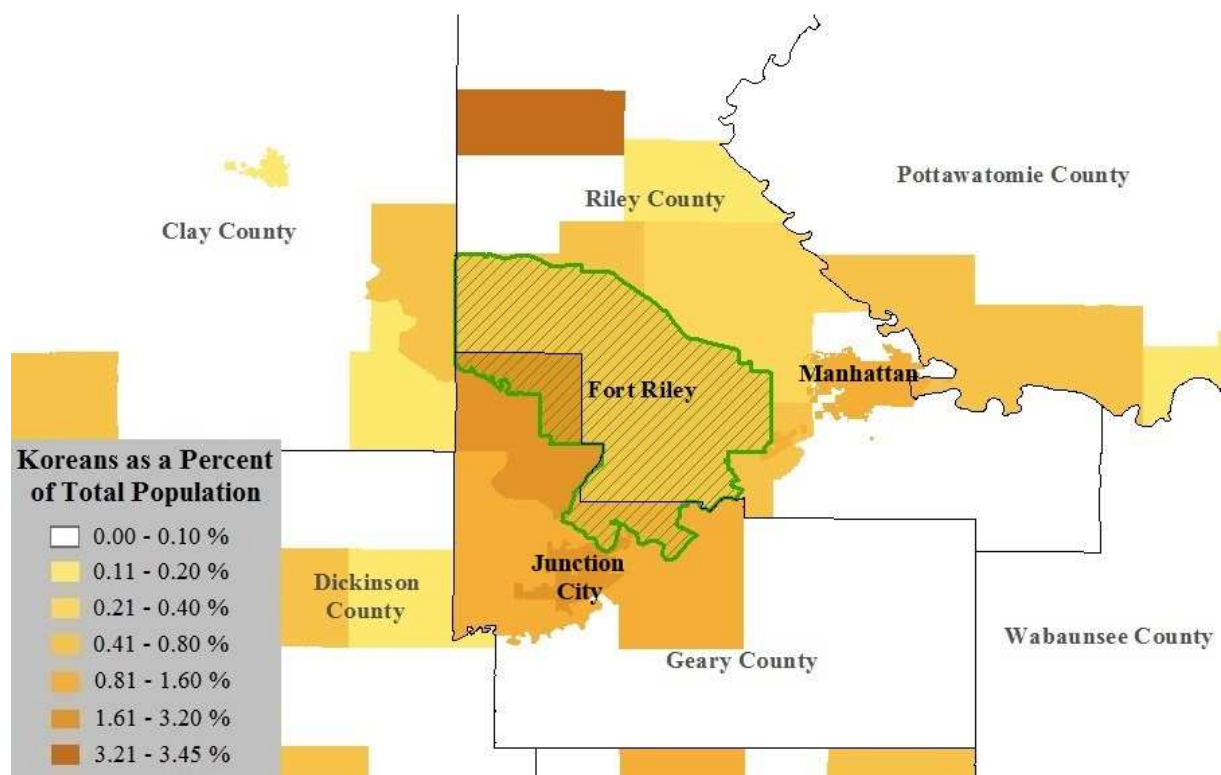 Pottawatomie County
Riley County
Clay County
Manhattan
Fort Riley
Koreans as a Percent
of Total Population
0.00 - 0.10 %
0.11 - 0.20 %
0.21 - 0.40 %
0.41 - 0.80 %
0.81 - 1.60 %
1.61 - 3.20 %
3.21 - 3.45 %
Dickinson
County
Junction
City
Wabaunsee County
Geary County